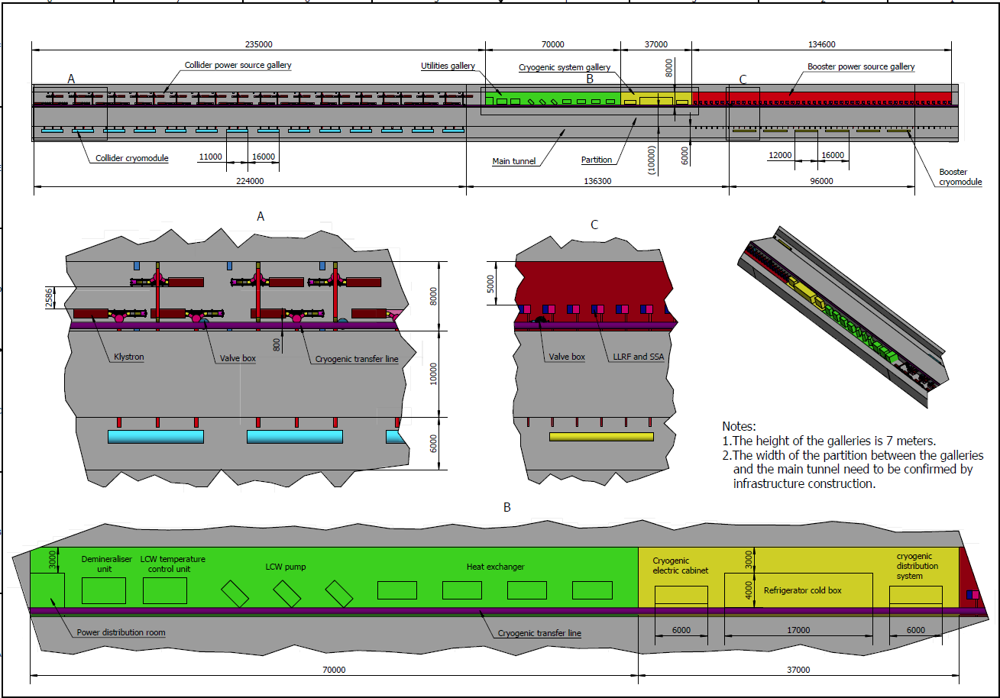 235000
70000
37000
134600
Collider power source gallery
Utilities gallery
Cryogenic system gallery
8000
Booster power source gallery
A
B
C
Collider cryomodule
11000
16000
Main tunnel
Partition
(10000)
6000
12000
16000
Booster
cryomodule
224000
136300
96000
A
C
2586
8000
800
Klystron
Valve box
Cryogenic transfer line
10000
6000
5000
Valve box
LLRF and SSA
Notes:
1.The height of the galleries is 7 meters.
2.The width of the partition between the galleries
and the main tunnel need to be confirmed by
infrastructure construction.
B
3000
Demineraliser
unit
LCW temperature
control unit
LCW pump
Heat exchanger
Cryogenic
electric cabinet
3000
4000
Refrigerator cold box
cryogenic
distribution
system
Power distribution room
Cryogenic transfer line
6000
17000
6000
70000
37000